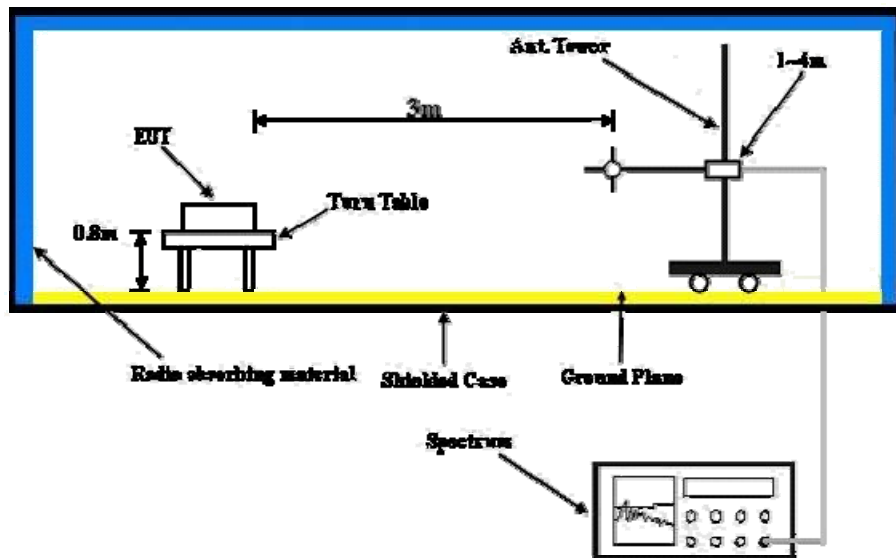 Ant. Tower
1~4m
3m
EUT
Turn Table
0.8m
Radio absorbing material
Shielded Case
Ground Plane
Spectrum